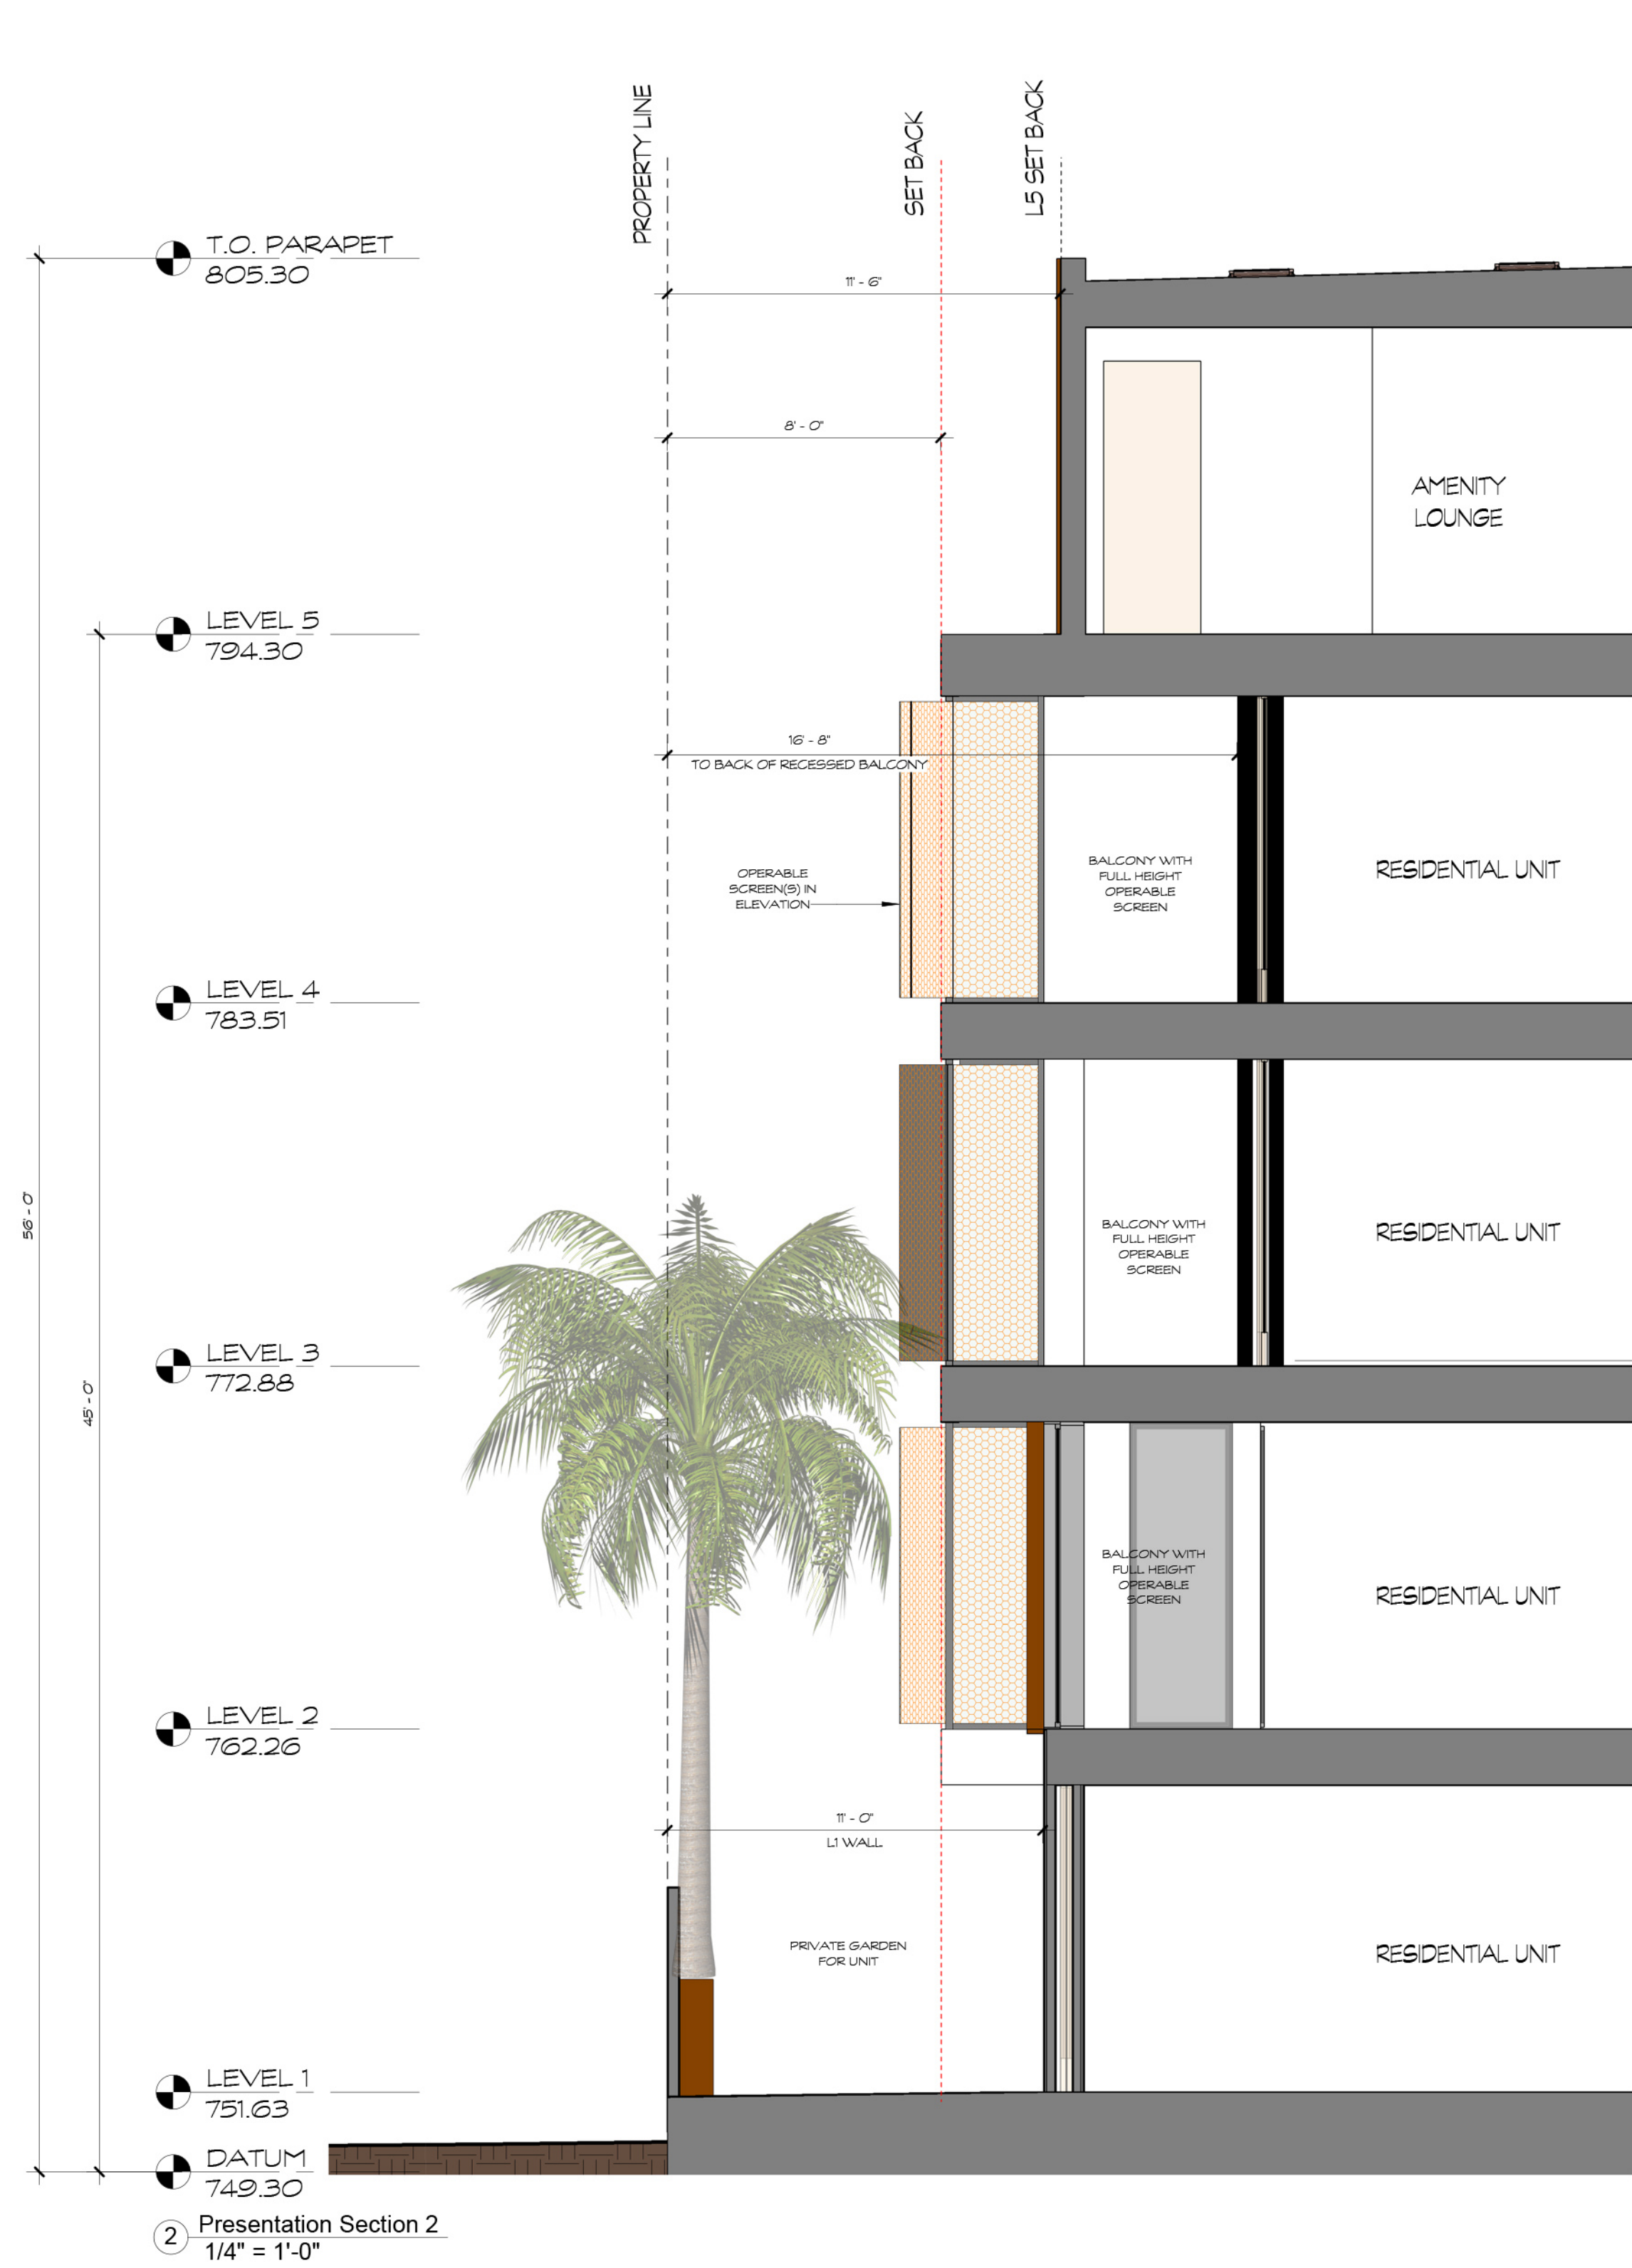 PROPERTY LINE
SET BACK
L5 SET BACK
T.O. PARAPET
805.30
11' - 6"
8' - 0"
AMENITY
LOUNGE
LEVEL 5
794.30
16' - 8"
TO BACK OF RECESSED BALCONY
OPERABLE
SCREEN(S) IN
ELEVATION
BALCONY WITH
FULL HEIGHT
OPERABLE
SCREEN
RESIDENTIAL UNIT
LEVEL 4
783.51
56' - 0"
BALCONY WITH
FULL HEIGHT
OPERABLE
SCREEN
RESIDENTIAL UNIT
LEVEL 3
772.88
45' - 0"
BALCONY WITH
FULL HEIGHT
OPERABLE
SCREEN
RESIDENTIAL UNIT
LEVEL 2
762.26
11' - 0"
L1 WALL
PRIVATE GARDEN
FOR UNIT
RESIDENTIAL UNIT
LEVEL 1
751.63
DATUM
749.30
2
Presentation Section 2
1/4" = 1'-0"